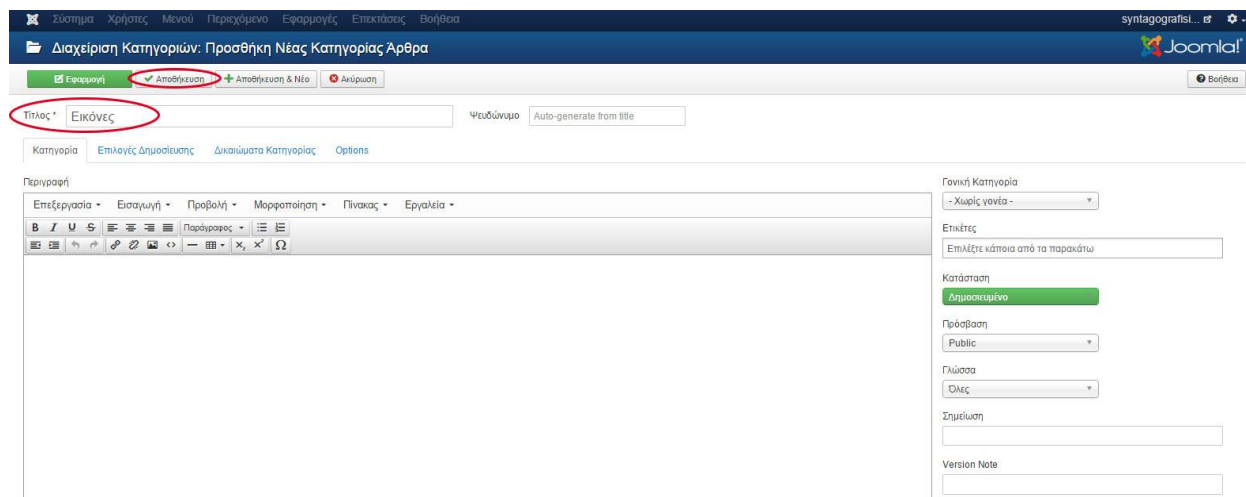 Σύστημα Χρήστες Μενού Περιεχόμενο Εφαρμογές Επεκτάσεις Βοήθεια syntagografisi...
Διαχείριση Κατηγοριών: Προσθήκη Νέας Κατηγορίας Άρθρα Joomla!
Εφαρμογή Αποθήκευση Αποθήκευση & Νέο Ακύρωση Βοήθεια
Τίτλος * Εικόνες Ψευδώνυμο Auto-generate from title
Κατηγορία Επιλογές Δημοσίευσης Δικαιώματα Κατηγορίας Options
Περιγραφή
Επεξεργασία Εισαγωγή Προβολή Μορφοποίηση Πίνακας Εργαλεία
B I U S Παράγραφος
X, X² Ω
Γονική Κατηγορία
- Χωρίς γονέα -
Ετικέτες
Επιλέξτε κάποια από τα παρακάτω
Κατάσταση
Δημοσιευμένο
Πρόσβαση
Public
Γλώσσα
Όλες
Σημείωση
Version Note